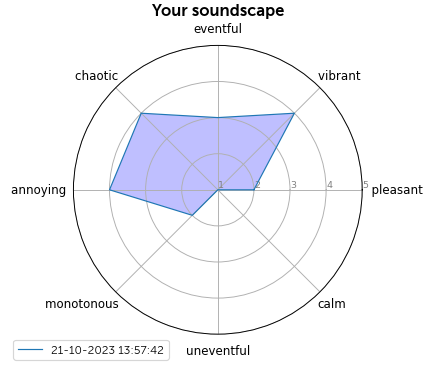 Your soundscape
eventful
chaotic
vibrant
annoying
1
2
3
4
5
pleasant
monotonous
calm
21-10-2023 13:57:42
uneventful